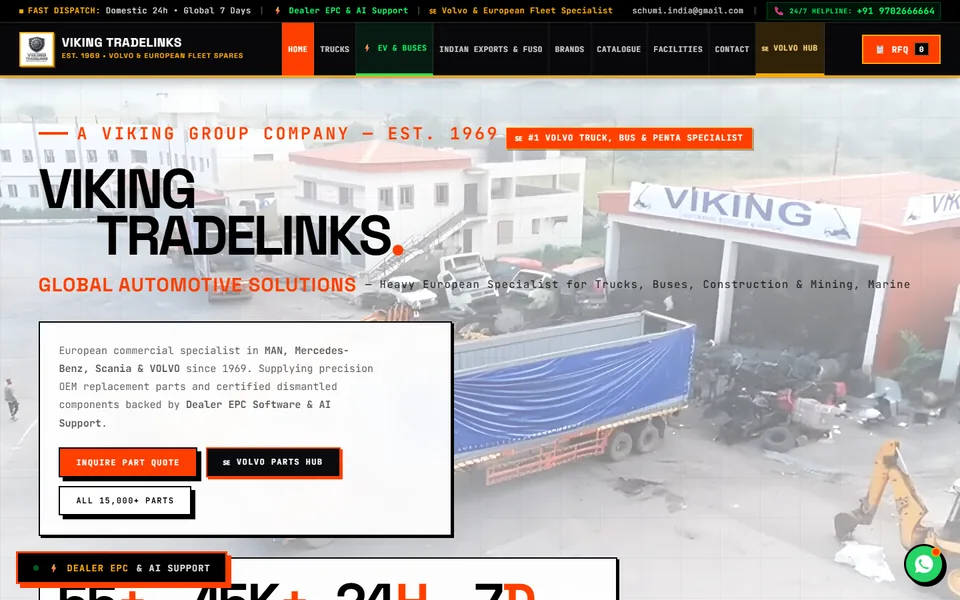 ■ FAST DISPATCH: Domestic 24h • Global 7 Days | ⚡ Dealer EPC & AI Support | SE Volvo & European Fleet Specialist schumi.india@gmail.com | 📞 24/7 HELPLINE: +91 9702666664
VIKING TRADELINKS
EST. 1969 • VOLVO & EUROPEAN FLEET SPARES
HOME TRUCKS ⚡ EV & BUSES INDIAN EXPORTS & FUSO BRANDS CATALOGUE FACILITIES CONTACT SE VOLVO HUB RFQ 0
A VIKING GROUP COMPANY — EST. 1969 SE #1 VOLVO TRUCK, BUS & PENTA SPECIALIST
VIKING
TRADELINKS.
VIKING
GLOBAL AUTOMOTIVE SOLUTIONS — Heavy European Specialist for Trucks, Buses, Construction & Mining, Marine
European commercial specialist in MAN, Mercedes-
Benz, Scania & VOLVO since 1969. Supplying precision
OEM replacement parts and certified dismantled
components backed by Dealer EPC Software & AI
Support.
INQUIRE PART QUOTE SE VOLVO PARTS HUB
ALL 15,000+ PARTS
⚡ DEALER EPC & AI SUPPORT
55+ 45K+ 24H 7D